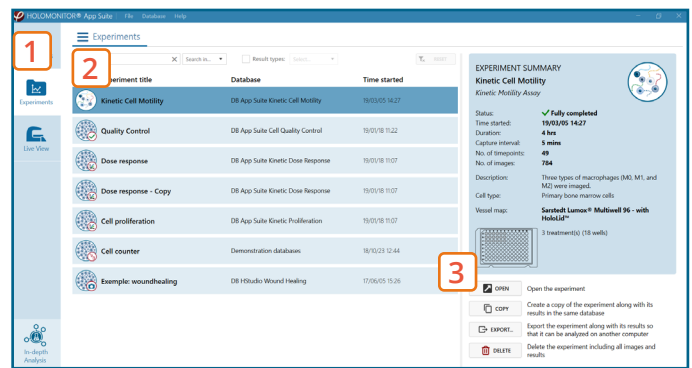 HOLOMONITOR® App Suite File Database Help
1
Experiments
Live View
In-depth
Analysis
Experiments
Search in...
Result types:
Select...
RESET
2
Experiment title Database Time started
Kinetic Cell Motility DB App Suite Kinetic Cell Motility 19/03/05 14:27
Quality Control DB App Suite Cell Quality Control 19/01/18 11:22
Dose response DB App Suite Kinetic Dose Response 19/01/18 11:07
Dose response - Copy DB App Suite Kinetic Dose Response 19/01/18 11:07
Cell proliferation DB App Suite Kinetic Proliferation 19/01/18 11:07
Cell counter Demonstration databases 18/10/23 12:44
Exemple: woundhealing DB HStudio Wound Healing 17/06/05 15:26
EXPERIMENT SUMMARY
Kinetic Cell Motility
Kinetic Motility Assay
Status: Fully completed
Time started: 19/03/05 14:27
Duration: 4 hrs
Capture interval: 5 mins
No. of timepoints: 49
No. of images: 784
Description: Three types of macrophages (M0, M1, and
M2) were imaged.
Cell type: Primary bone marrow cells
Vessel map: Sarstedt Lumox® Multiwell 96 - with
HoloLid™
3 treatment(s) (18 wells)
3
OPEN Open the experiment
COPY Create a copy of the experiment along with its
results in the same database
EXPORT... Export the experiment along with its results so
that it can be analyzed on another computer
DELETE Delete the experiment including all images and
results